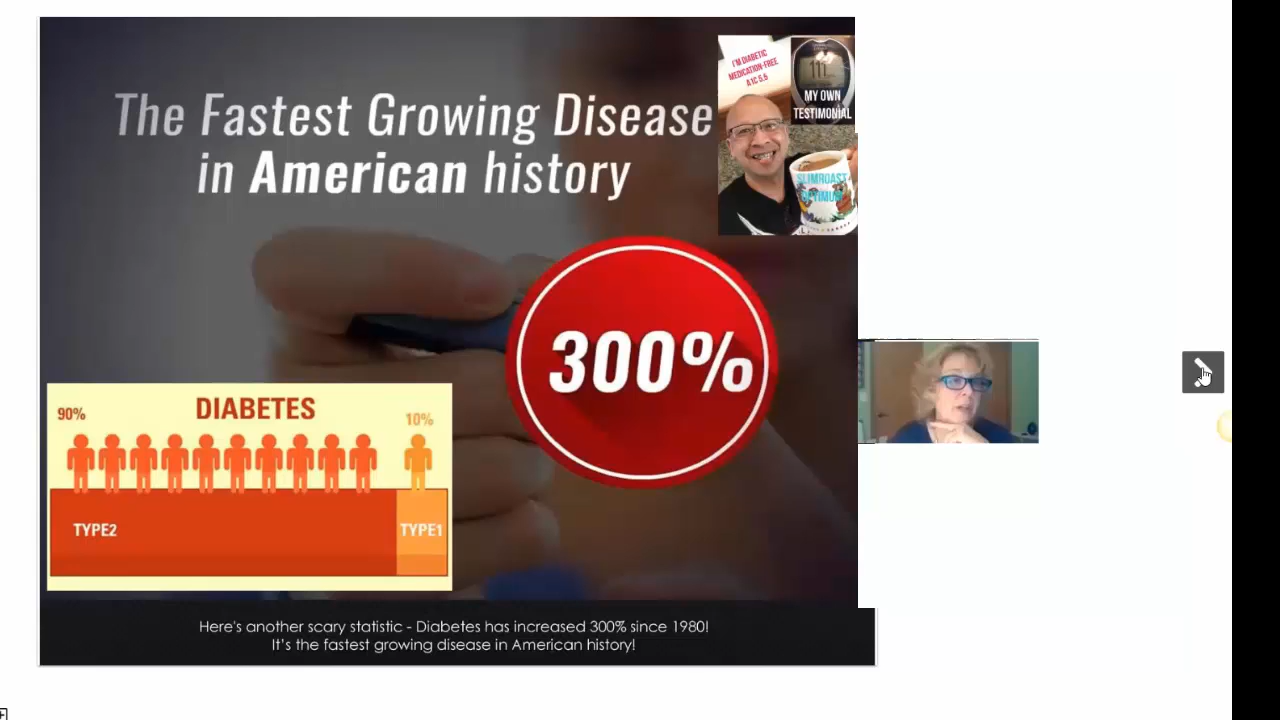 The Fastest Growing Disease
in American history
I'M DIABETIC
MEDICATION-FREE
A1C 5.6
111
MY OWN
TESTIMONIAL
SLIMROAST
OPTIMUM
300%
90%
DIABETES
10%
TYPE2
TYPE1
Here's another scary statistic - Diabetes has increased 300% since 1980!
It's the fastest growing disease in American history!